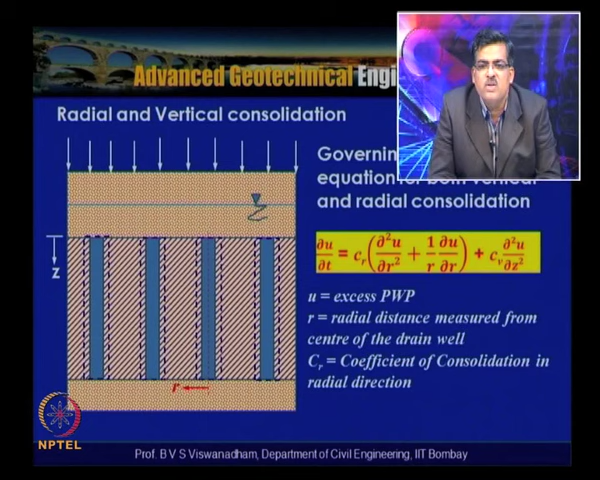 Advanced Geotechnical Engi
Radial and Vertical consolidation
Governin
equation for both vertical
and radial consolidation
∂u/∂t = c_r(∂²u/∂r² + 1/r ∂u/∂r) + c_v ∂²u/∂z²
u = excess PWP
r = radial distance measured from
centre of the drain well
C_r = Coefficient of Consolidation in
radial direction
z
r
NPTEL
Prof. B V S Viswanadham, Department of Civil Engineering, IIT Bombay